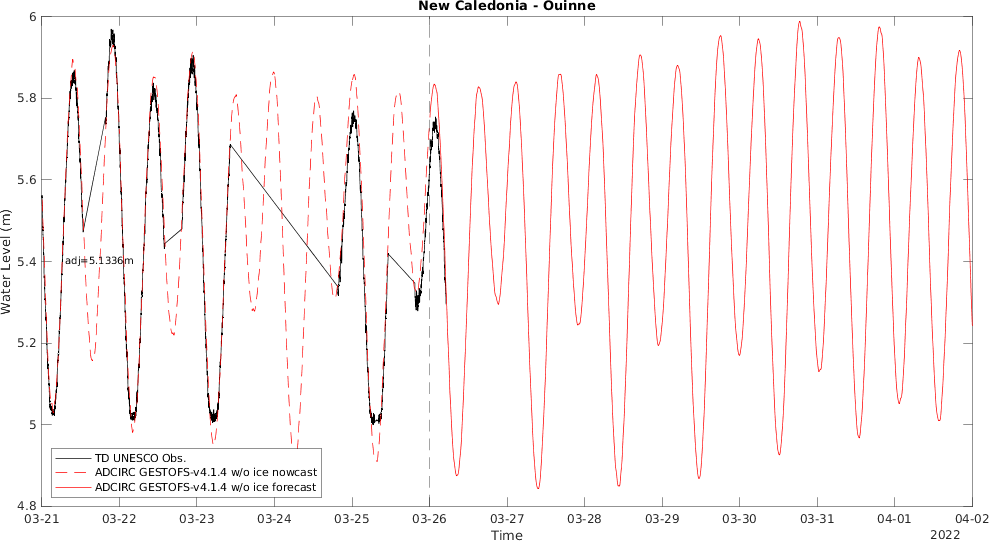 New Caledonia - Ouinne
6
5.8
5.6
5.4
5.2
5
4.8
Water Level (m)
adj=5.1336m
TD UNESCO Obs.
ADCIRC GESTOFS-v4.1.4 w/o ice nowcast
ADCIRC GESTOFS-v4.1.4 w/o ice forecast
03-21 03-22 03-23 03-24 03-25 03-26 03-27 03-28 03-29 03-30 03-31 04-01 04-02
Time
2022